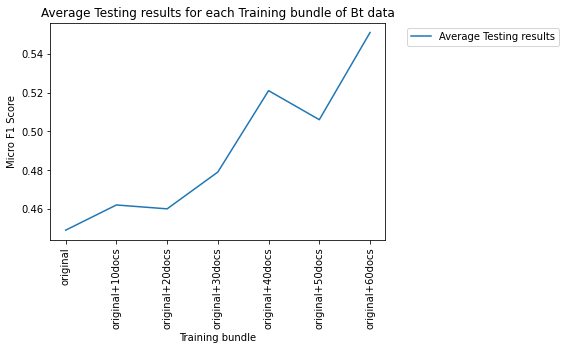 Average Testing results for each Training bundle of Bt data
Average Testing results
Micro F1 Score
0.54
0.52
0.50
0.48
0.46
original
original+10docs
original+20docs
original+30docs
original+40docs
original+50docs
original+60docs
Training bundle